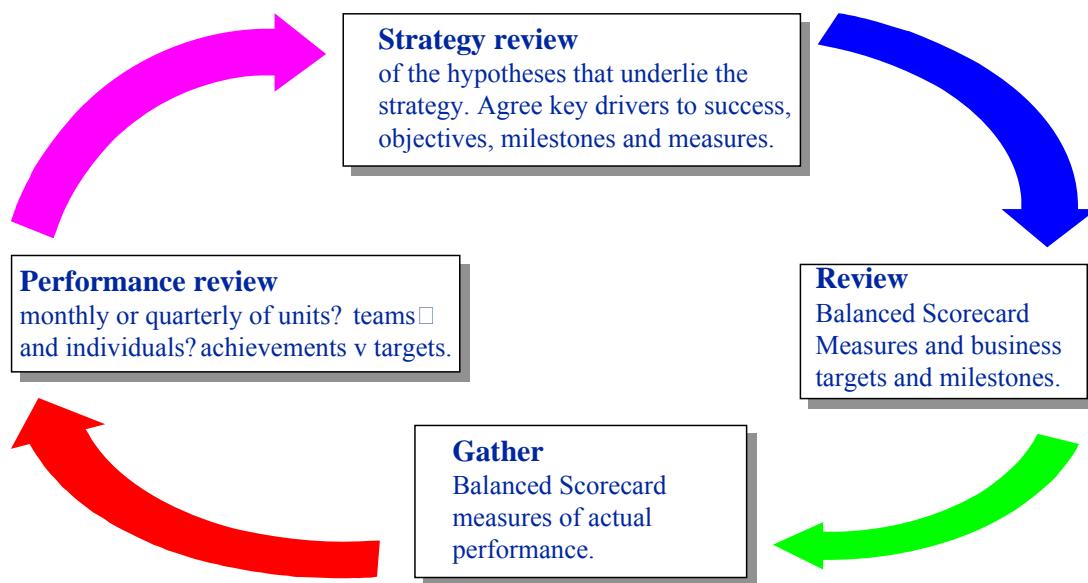 Strategy review
of the hypotheses that underlie the
strategy. Agree key drivers to success,
objectives, milestones and measures.
Review
Balanced Scorecard
Measures and business
targets and milestones.
Gather
Balanced Scorecard
measures of actual
performance.
Performance review
monthly or quarterly of units? teams□
and individuals? achievements v targets.